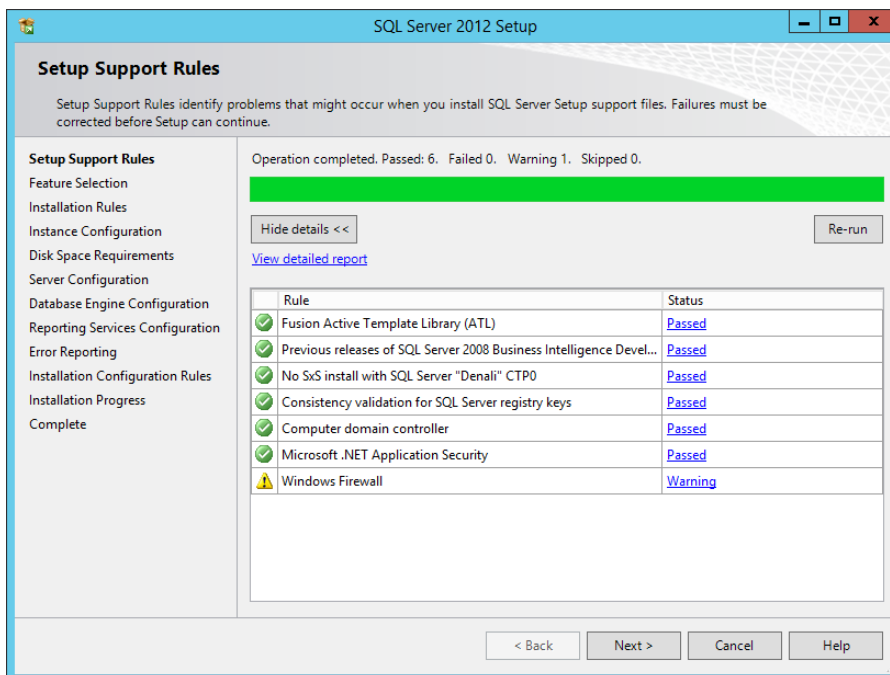 SQL Server 2012 Setup
Setup Support Rules
Setup Support Rules identify problems that might occur when you install SQL Server Setup support files. Failures must be
corrected before Setup can continue.
Setup Support Rules
Feature Selection
Installation Rules
Instance Configuration
Disk Space Requirements
Server Configuration
Database Engine Configuration
Reporting Services Configuration
Error Reporting
Installation Configuration Rules
Installation Progress
Complete
Operation completed. Passed: 6. Failed 0. Warning 1. Skipped 0.
Hide details <<
Re-run
View detailed report
Rule Status
Fusion Active Template Library (ATL) Passed
Previous releases of SQL Server 2008 Business Intelligence Devel... Passed
No SxS install with SQL Server "Denali" CTP0 Passed
Consistency validation for SQL Server registry keys Passed
Computer domain controller Passed
Microsoft .NET Application Security Passed
Windows Firewall Warning
< Back Next > Cancel Help